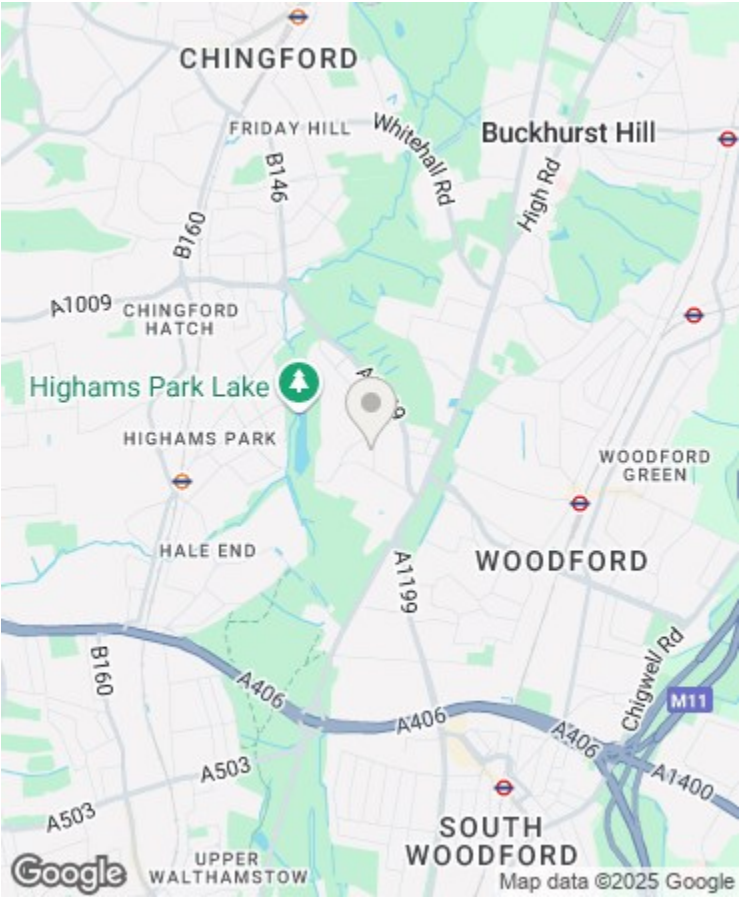 CHINGFORD
FRIDAY HILL
Whitehall Rd
Buckhurst Hill
B146
High Rd
B160
A1009
CHINGFORD
HATCH
Highams Park Lake
HIGHAMS PARK
WOODFORD
GREEN
HALE END
WOODFORD
A1199
B160
Chigwell Rd
A406
A406
A406
M11
A503
A1400
A503
SOUTH
WOODFORD
UPPER
WALTHAMSTOW
Google
Map data ©2025 Google